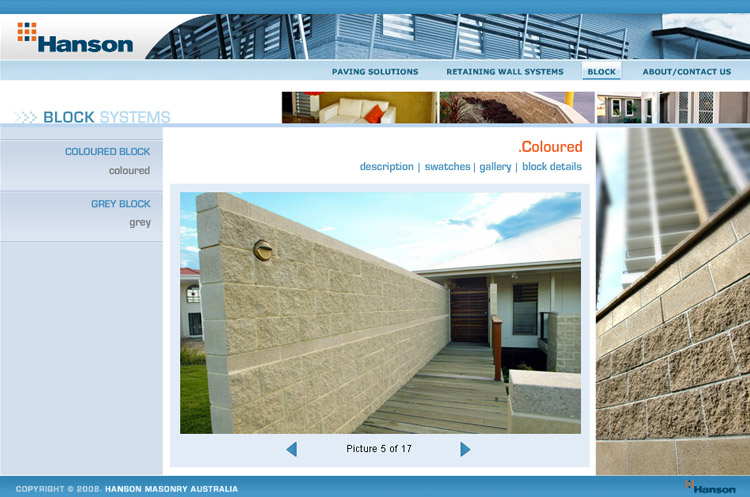 Hanson
PAVING SOLUTIONS RETAINING WALL SYSTEMS BLOCK ABOUT/CONTACT US
BLOCK SYSTEMS
COLOURED BLOCK
coloured
GREY BLOCK
grey
.Coloured
description | swatches | gallery | block details
Picture 5 of 17
COPYRIGHT © 2008. HANSON MASONRY AUSTRALIA
Hanson